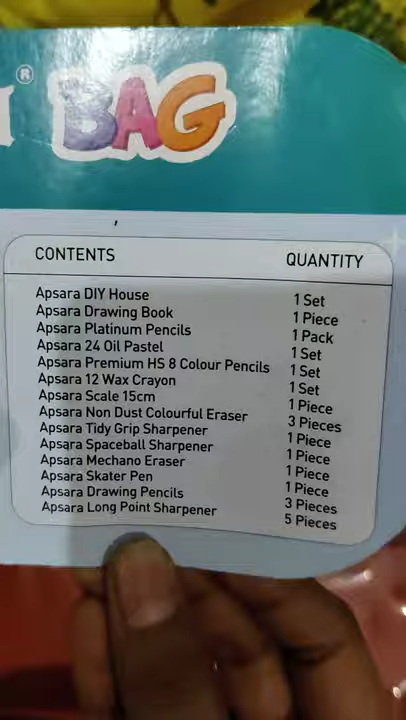 ® BAG
CONTENTS QUANTITY
Apsara DIY House 1 Set
Apsara Drawing Book 1 Piece
Apsara Platinum Pencils 1 Pack
Apsara 24 Oil Pastel 1 Set
Apsara Premium HS 8 Colour Pencils 1 Set
Apsara 12 Wax Crayon 1 Set
Apsara Scale 15cm 1 Piece
Apsara Non Dust Colourful Eraser 3 Pieces
Apsara Tidy Grip Sharpener 1 Piece
Apsara Spaceball Sharpener 1 Piece
Apsara Mechano Eraser 1 Piece
Apsara Skater Pen 1 Piece
Apsara Drawing Pencils 3 Pieces
Apsara Long Point Sharpener 5 Pieces